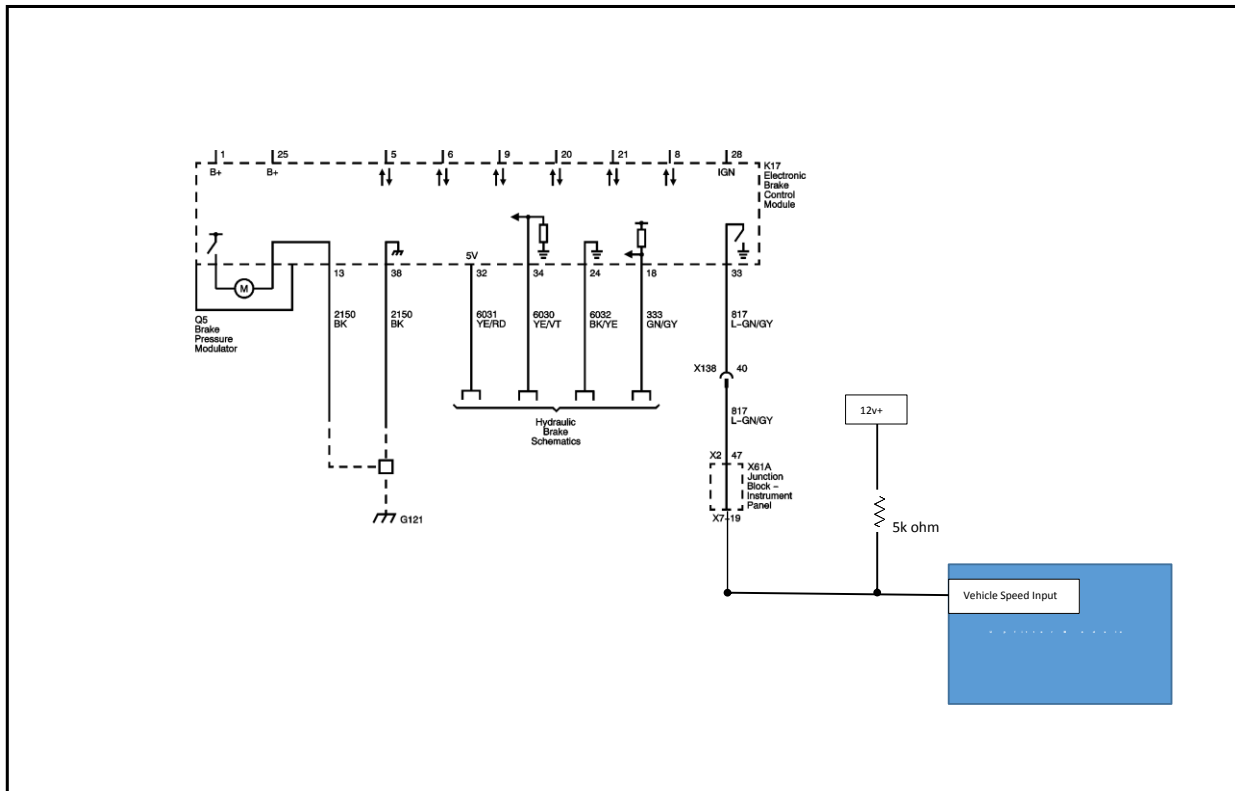 1
25
5
6
9
20
21
8
28
B+
B+
IGN
K17
Electronic
Brake
Control
Module
5V
M
13
38
32
34
24
18
33
Q5
Brake
Pressure
Modulator
2150
BK
2150
BK
6031
YE/RD
6030
YE/VT
6032
BK/YE
333
GN/GY
817
L-GN/GY
X138
40
817
L-GN/GY
Hydraulic
Brake
Schematics
12v+
X2
47
X61A
Junction
Block –
Instrument
Panel
X7-19
G121
5k ohm
Vehicle Speed Input